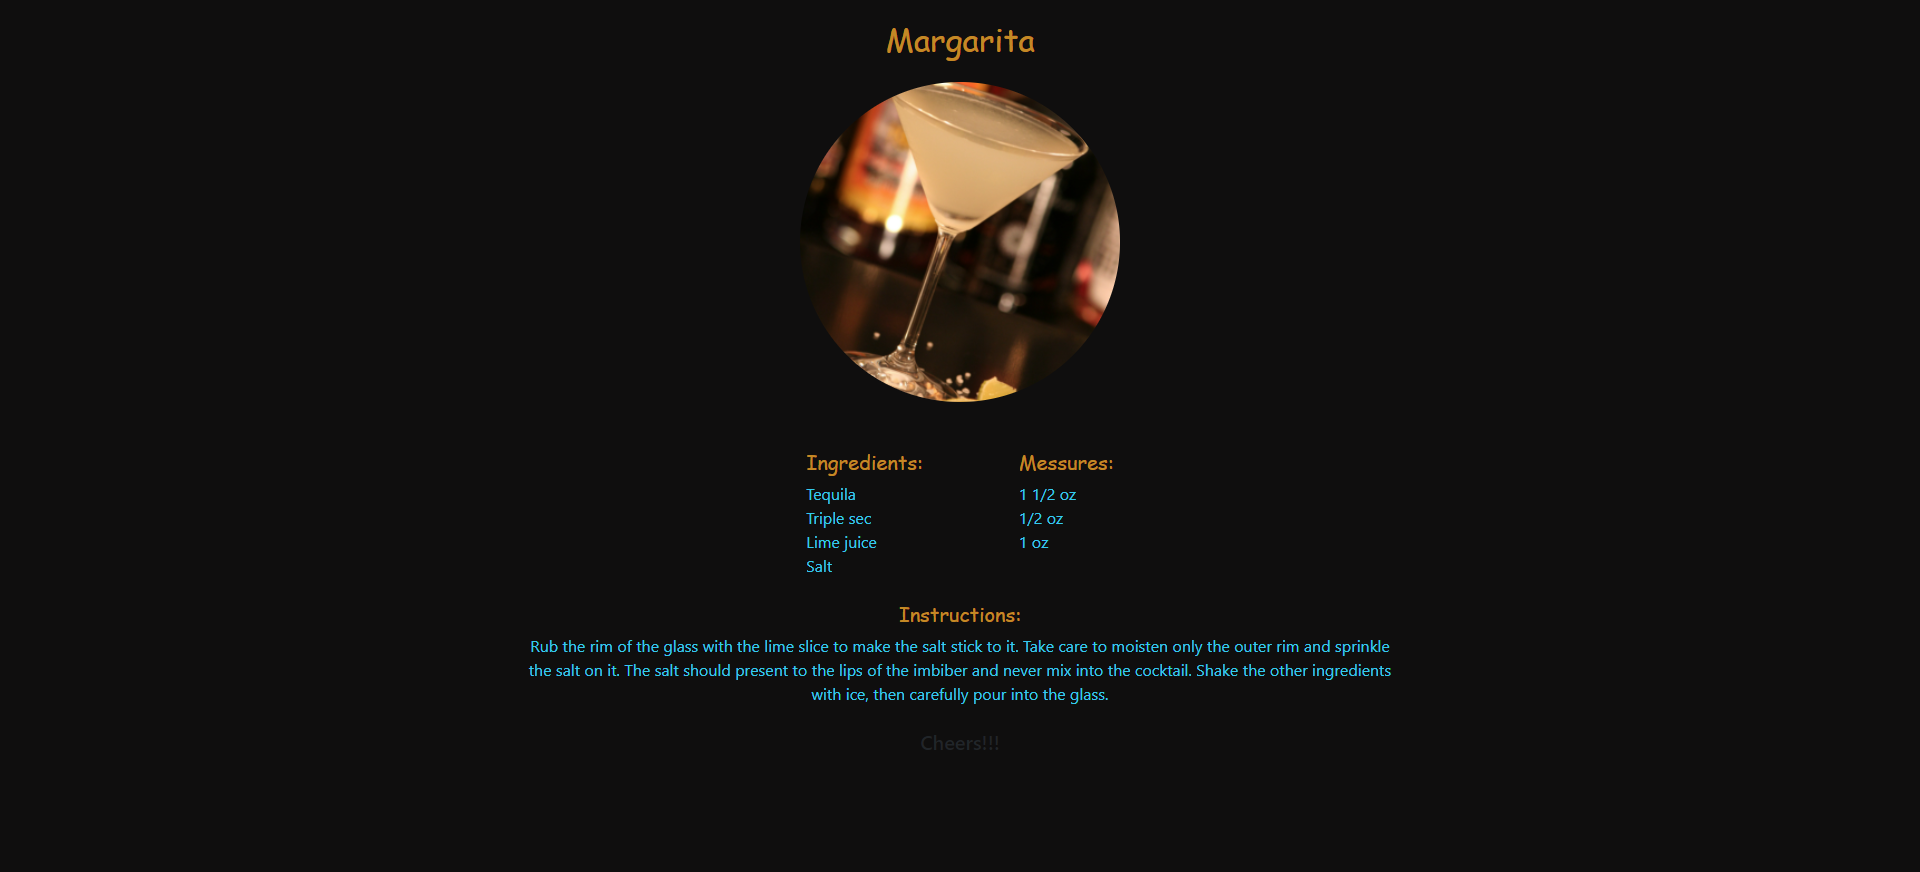 Margarita
Ingredients:
Messures:
Tequila
1 1/2 oz
Triple sec
1/2 oz
Lime juice
1 oz
Salt
Instructions:
Rub the rim of the glass with the lime slice to make the salt stick to it. Take care to moisten only the outer rim and sprinkle
the salt on it. The salt should present to the lips of the imbiber and never mix into the cocktail. Shake the other ingredients
with ice, then carefully pour into the glass.
Cheers!!!